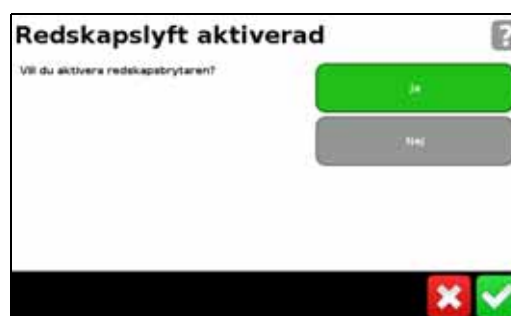 Redskapslyft aktiverad
?
Vill du aktivera redskapsbrytaren?
Ja
Nej